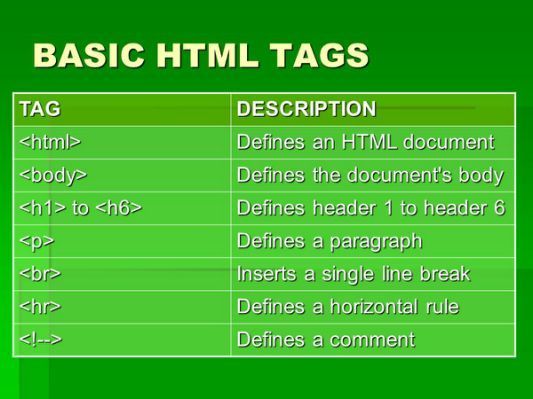 BASIC HTML TAGS
TAG DESCRIPTION
<html> Defines an HTML document
<body> Defines the document's body
<h1> to <h6> Defines header 1 to header 6
<p> Defines a paragraph
<br> Inserts a single line break
<hr> Defines a horizontal rule
<!--> Defines a comment